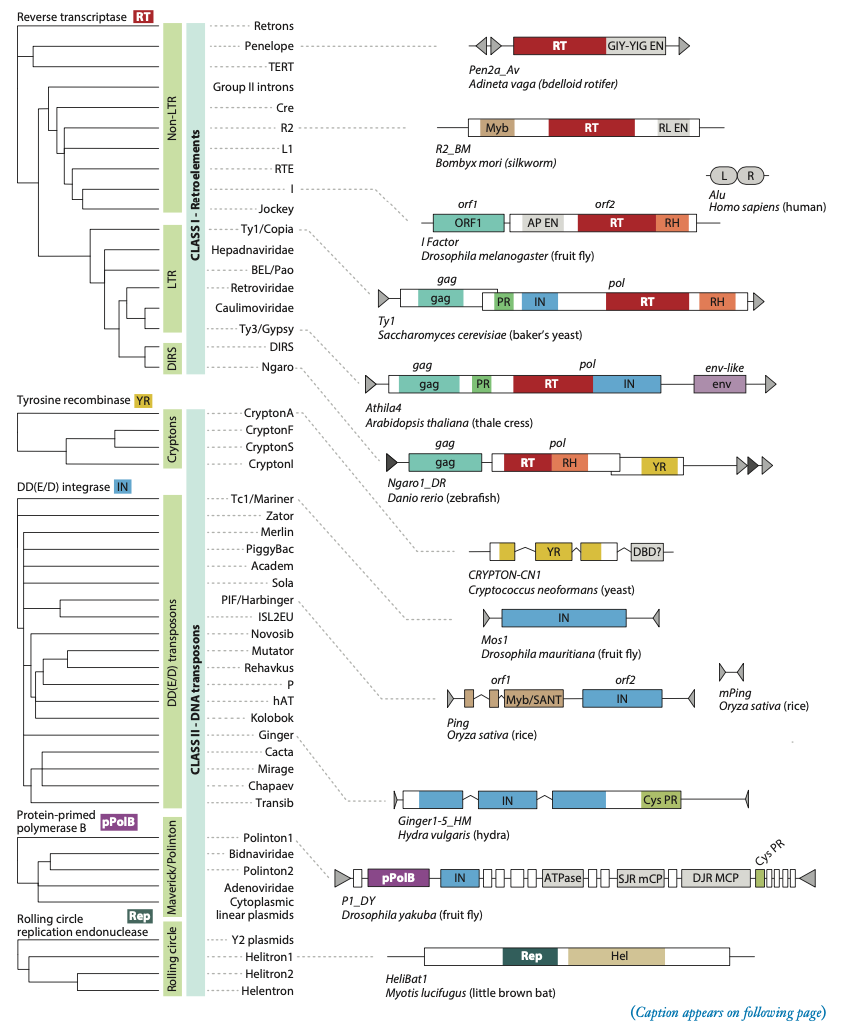 Reverse transcriptase RT
Non-LTR
LTR
DIRS
CLASS I - Retroelements
Retrons
Penelope
TERT
Group II introns
Cre
R2
L1
RTE
I
Jockey
Ty1/Copia
Hepadnaviridae
BEL/Pao
Retroviridae
Caulimoviridae
Ty3/Gypsy
DIRS
Ngaro
Tyrosine recombinase YR
Cryptons
CryptonA
CryptonF
CryptonS
CryptonI
DD(E/D) integrase IN
DD(E/D) transposons
CLASS II - DNA transposons
Tc1/Mariner
Zator
Merlin
PiggyBac
Academ
Sola
PIF/Harbinger
ISL2EU
Novosib
Mutator
Rehavkus
P
hAT
Kolobok
Ginger
Cacta
Mirage
Chapaev
Transib
Protein-primed
polymerase B pPolB
Maverick/Polinton
Polinton1
Bidnaviridae
Polinton2
Adenoviridae
Cytoplasmic
linear plasmids
Rolling circle
replication endonuclease Rep
Rolling circle
Y2 plasmids
Helitron1
Helitron2
Helentron
RT GIY-YIG EN
Pen2a_Av
Adineta vaga (bdelloid rotifer)
Myb RT RL EN
R2_BM
Bombyx mori (silkworm)
L R
Alu
Homo sapiens (human)
orf1 orf2
ORF1 AP EN RT RH
I Factor
Drosophila melanogaster (fruit fly)
gag pol
gag PR IN RT RH
Ty1
Saccharomyces cerevisiae (baker's yeast)
gag pol env-like
gag PR RT IN env
Athila4
Arabidopsis thaliana (thale cress)
gag pol
gag RT RH YR
Ngaro1_DR
Danio rerio (zebrafish)
YR DBD?
CRYPTON-CN1
Cryptococcus neoformans (yeast)
IN
Mos1
Drosophila mauritiana (fruit fly)
orf1 orf2
Myb/SANT IN
Ping
Oryza sativa (rice)
mPing
Oryza sativa (rice)
IN Cys PR
Ginger1-5_HM
Hydra vulgaris (hydra)
Cys PR
pPolB IN ATPase SJR mCP DJR MCP
P1_DY
Drosophila yakuba (fruit fly)
Rep Hel
HeliBat1
Myotis lucifugus (little brown bat)
(Caption appears on following page)